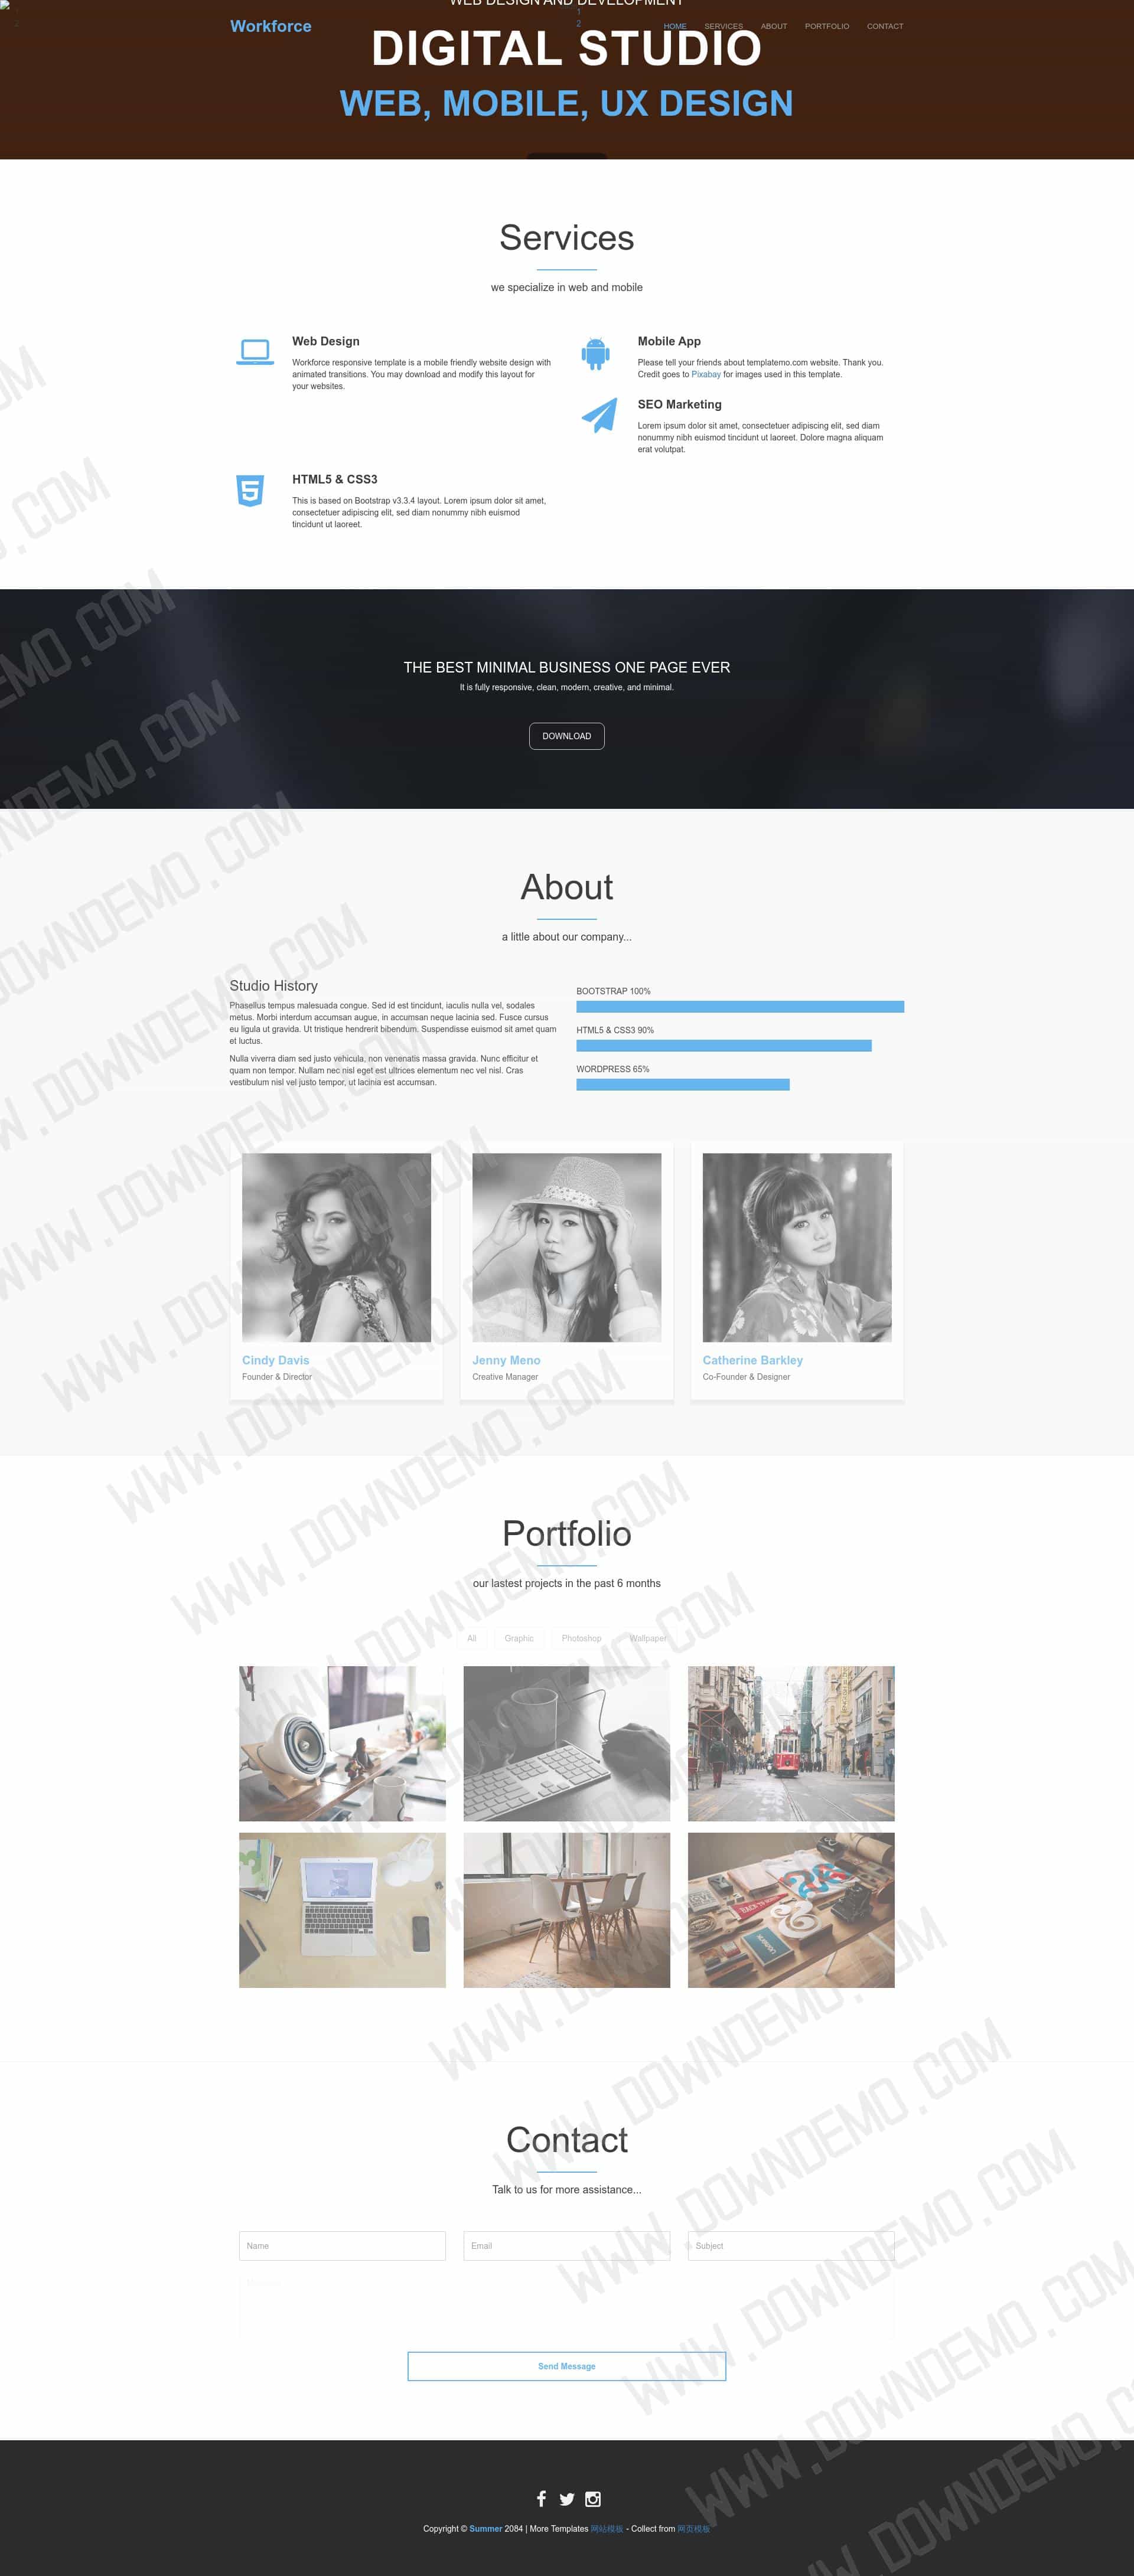 WEB DESIGN AND DEVELOPMENT
1
2
Workforce
HOME SERVICES ABOUT PORTFOLIO CONTACT
DIGITAL STUDIO
WEB, MOBILE, UX DESIGN
Services
we specialize in web and mobile
Web Design
Workforce responsive template is a mobile friendly website design with
animated transitions. You may download and modify this layout for
your websites.
Mobile App
Please tell your friends about templatemo.com website. Thank you.
Credit goes to Pixabay for images used in this template.
SEO Marketing
Lorem ipsum dolor sit amet, consectetuer adipiscing elit, sed diam
nonummy nibh euismod tincidunt ut laoreet. Dolore magna aliquam
erat volutpat.
HTML5 & CSS3
This is based on Bootstrap v3.3.4 layout. Lorem ipsum dolor sit amet,
consectetuer adipiscing elit, sed diam nonummy nibh euismod
tincidunt ut laoreet.
THE BEST MINIMAL BUSINESS ONE PAGE EVER
It is fully responsive, clean, modern, creative, and minimal.
DOWNLOAD
About
a little about our company...
Studio History
Phasellus tempus malesuada congue. Sed id est tincidunt, iaculis nulla vel, sodales
metus. Morbi interdum accumsan augue, in accumsan neque lacinia sed. Fusce cursus
eu ligula ut gravida. Ut tristique hendrerit bibendum. Suspendisse euismod sit amet quam
et luctus.
Nulla viverra diam sed justo vehicula, non venenatis massa gravida. Nunc efficitur et
quam non tempor. Nullam nec nisl eget est ultrices elementum nec vel nisl. Cras
vestibulum nisl vel justo tempor, ut lacinia est accumsan.
BOOTSTRAP 100%
HTML5 & CSS3 90%
WORDPRESS 65%
Cindy Davis
Founder & Director
Jenny Meno
Creative Manager
Catherine Barkley
Co-Founder & Designer
Portfolio
our lastest projects in the past 6 months
All Graphic Photoshop Wallpaper
Contact
Talk to us for more assistance...
Name
Email
Subject
Send Message
Copyright © Summer 2084 | More Templates 网站模板 - Collect from 网页模板
WWW.DOWNDEMO.COM